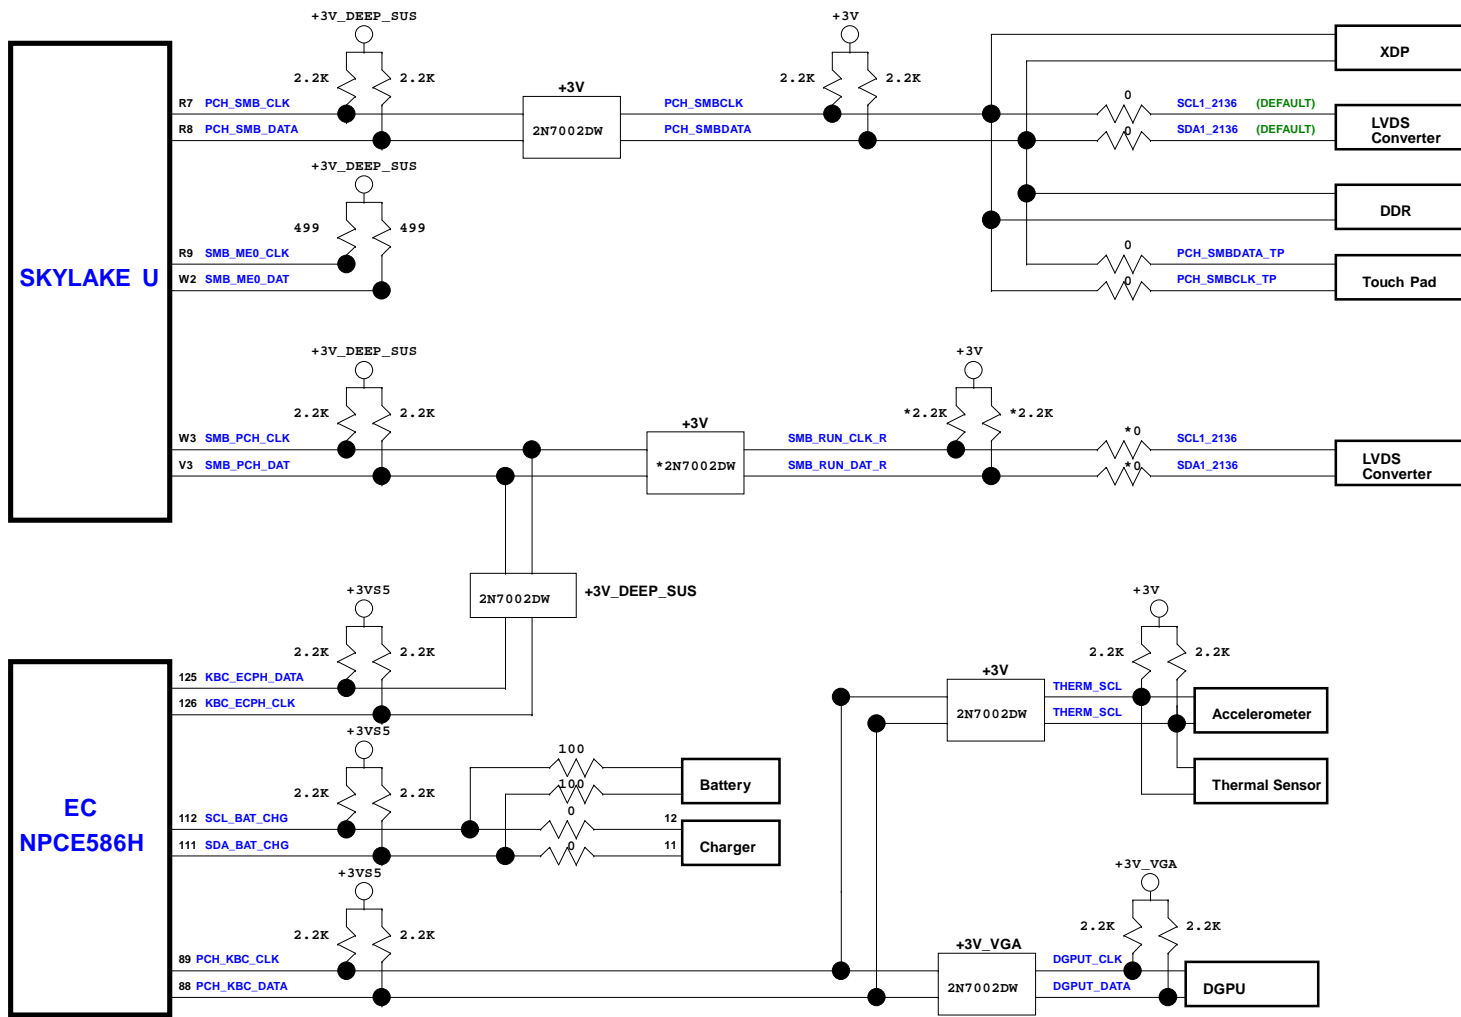 +3V_DEEP_SUS
+3V
2.2K 2.2K
2.2K 2.2K
XDP
+3V
R7 PCH_SMB_CLK
PCH_SMBCLK
0
SCL1_2136 (DEFAULT)
R8 PCH_SMB_DATA
2N7002DW
PCH_SMBDATA
0
SDA1_2136 (DEFAULT)
LVDS
Converter
+3V_DEEP_SUS
499 499
DDR
R9 SMB_ME0_CLK
0
PCH_SMBDATA_TP
SKYLAKE U
W2 SMB_ME0_DAT
0
PCH_SMBCLK_TP
Touch Pad
+3V_DEEP_SUS
+3V
2.2K 2.2K
*2.2K *2.2K
+3V
W3 SMB_PCH_CLK
SMB_RUN_CLK_R
*0
SCL1_2136
V3 SMB_PCH_DAT
*2N7002DW
SMB_RUN_DAT_R
*0
SDA1_2136
LVDS
Converter
2N7002DW
+3V_DEEP_SUS
+3VS5
+3V
2.2K 2.2K
2.2K 2.2K
125 KBC_ECPH_DATA
+3V
THERM_SCL
126 KBC_ECPH_CLK
2N7002DW
THERM_SCL
Accelerometer
+3VS5
100
2.2K 2.2K
100
Battery
Thermal Sensor
EC
NPCE586H
112 SCL_BAT_CHG
0
12
111 SDA_BAT_CHG
0
11
Charger
+3VS5
+3V_VGA
2.2K 2.2K
2.2K 2.2K
+3V_VGA
89 PCH_KBC_CLK
DGPUT_CLK
88 PCH_KBC_DATA
2N7002DW
DGPUT_DATA
DGPU